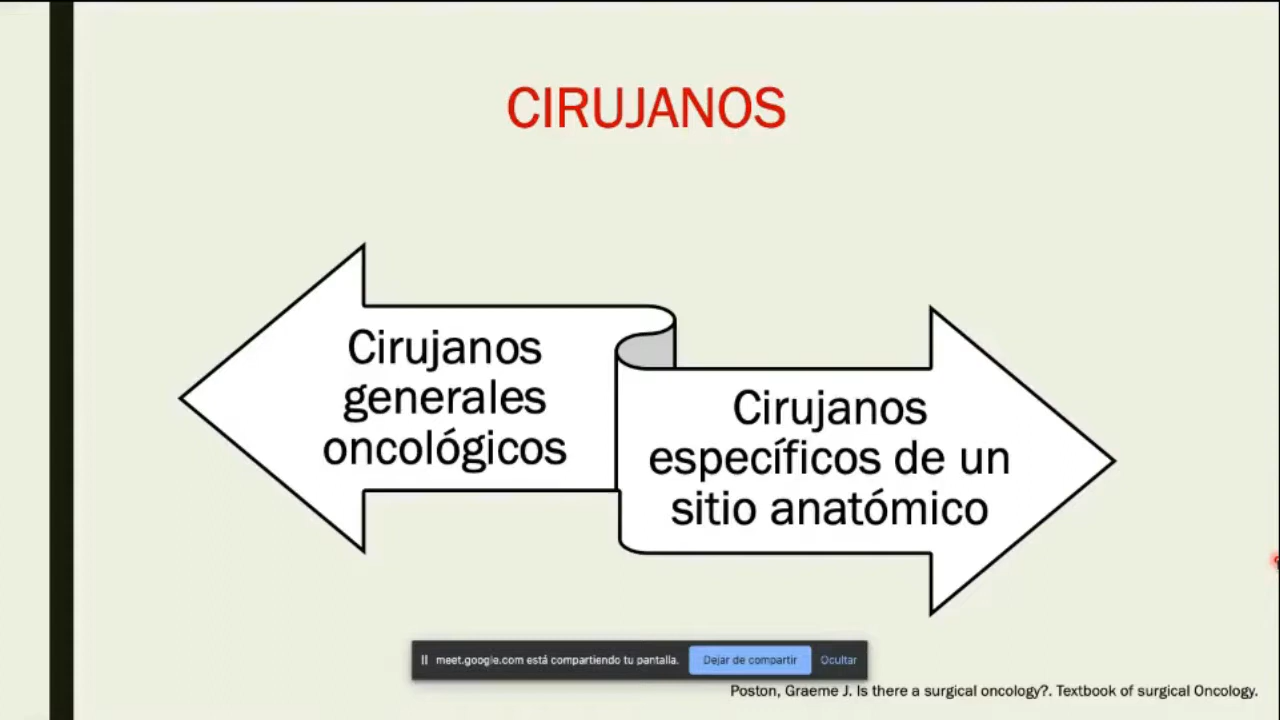 CIRUJANOS
Cirujanos
generales
oncológicos
Cirujanos
específicos de un
sitio anatómico
meet.google.com está compartiendo tu pantalla.
Dejar de compartir
Ocultar
Poston, Graeme J. Is there a surgical oncology?. Textbook of surgical Oncology.